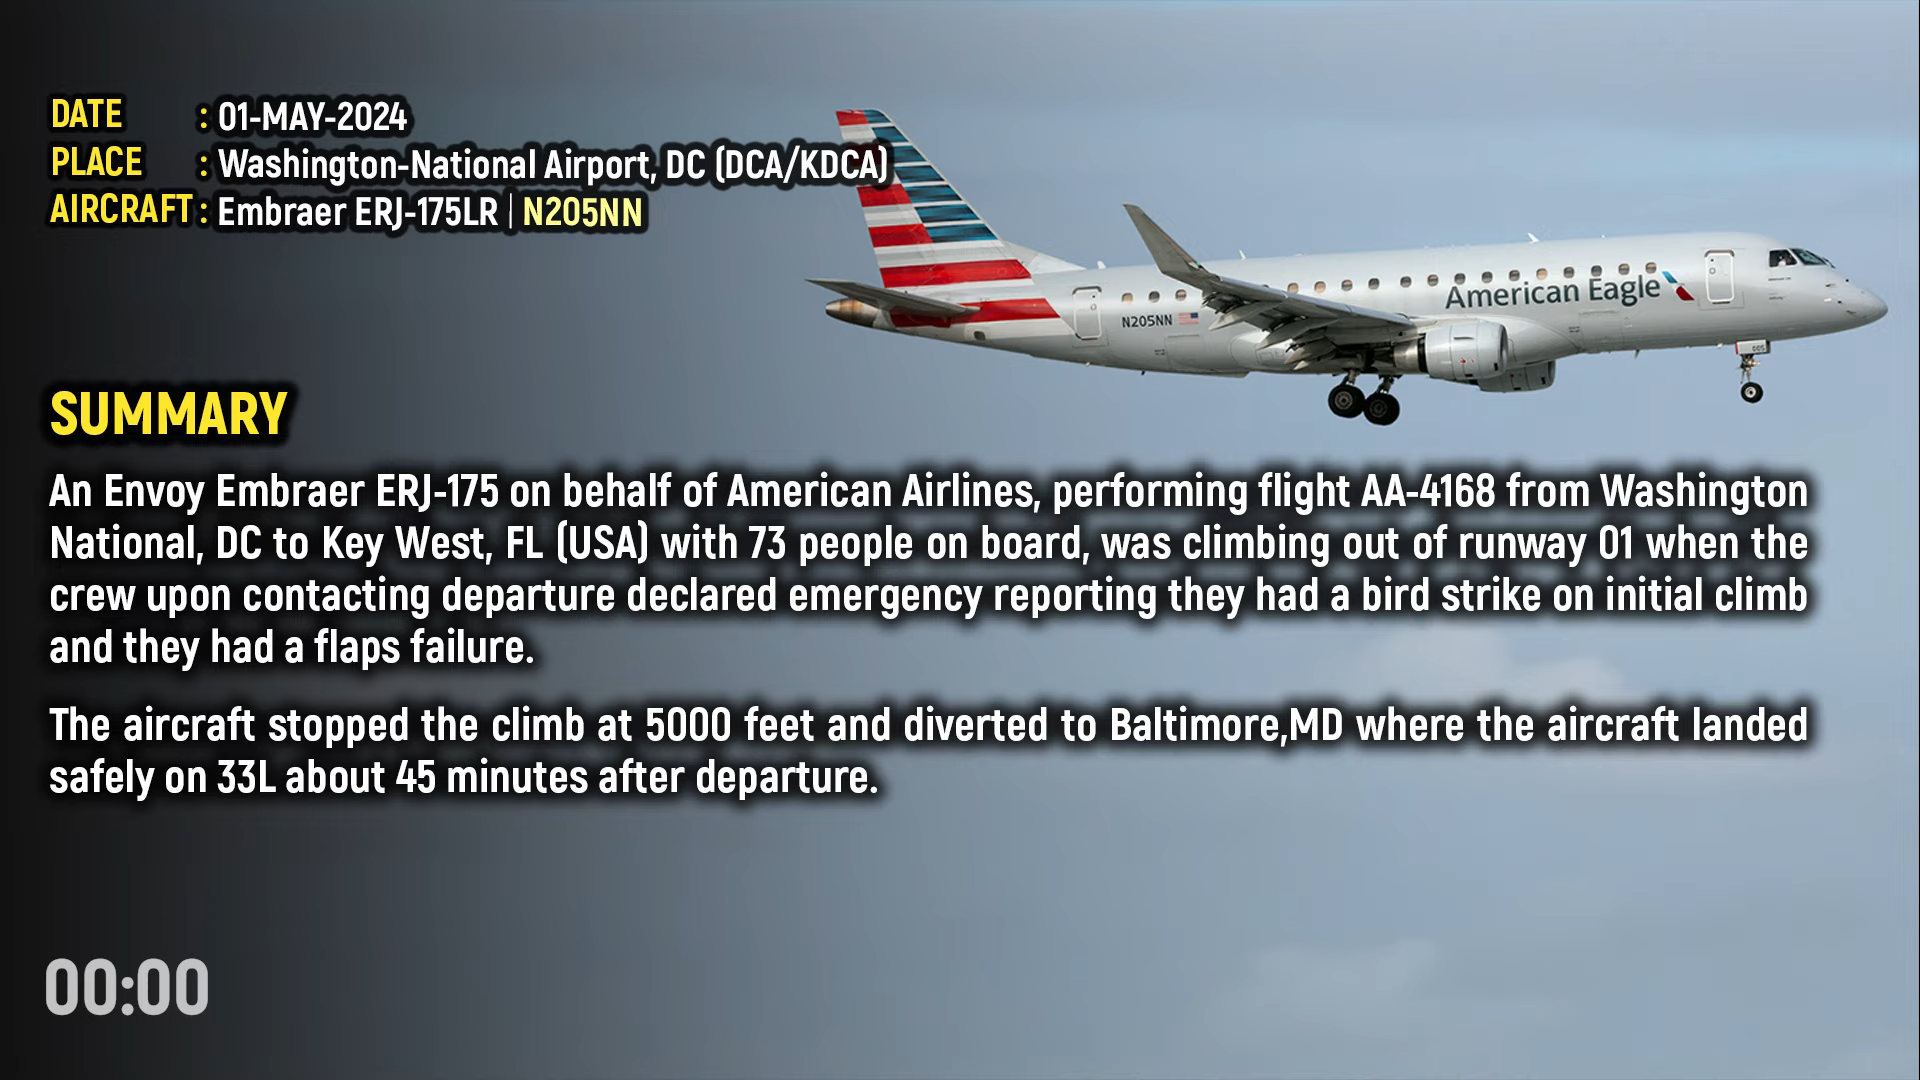 DATE : 01-MAY-2024
PLACE : Washington-National Airport, DC (DCA/KDCA)
AIRCRAFT : Embraer ERJ-175LR | N205NN
American Eagle
N205NN
SUMMARY
An Envoy Embraer ERJ-175 on behalf of American Airlines, performing flight AA-4168 from Washington
National, DC to Key West, FL (USA) with 73 people on board, was climbing out of runway 01 when the
crew upon contacting departure declared emergency reporting they had a bird strike on initial climb
and they had a flaps failure.
The aircraft stopped the climb at 5000 feet and diverted to Baltimore,MD where the aircraft landed
safely on 33L about 45 minutes after departure.
00:00